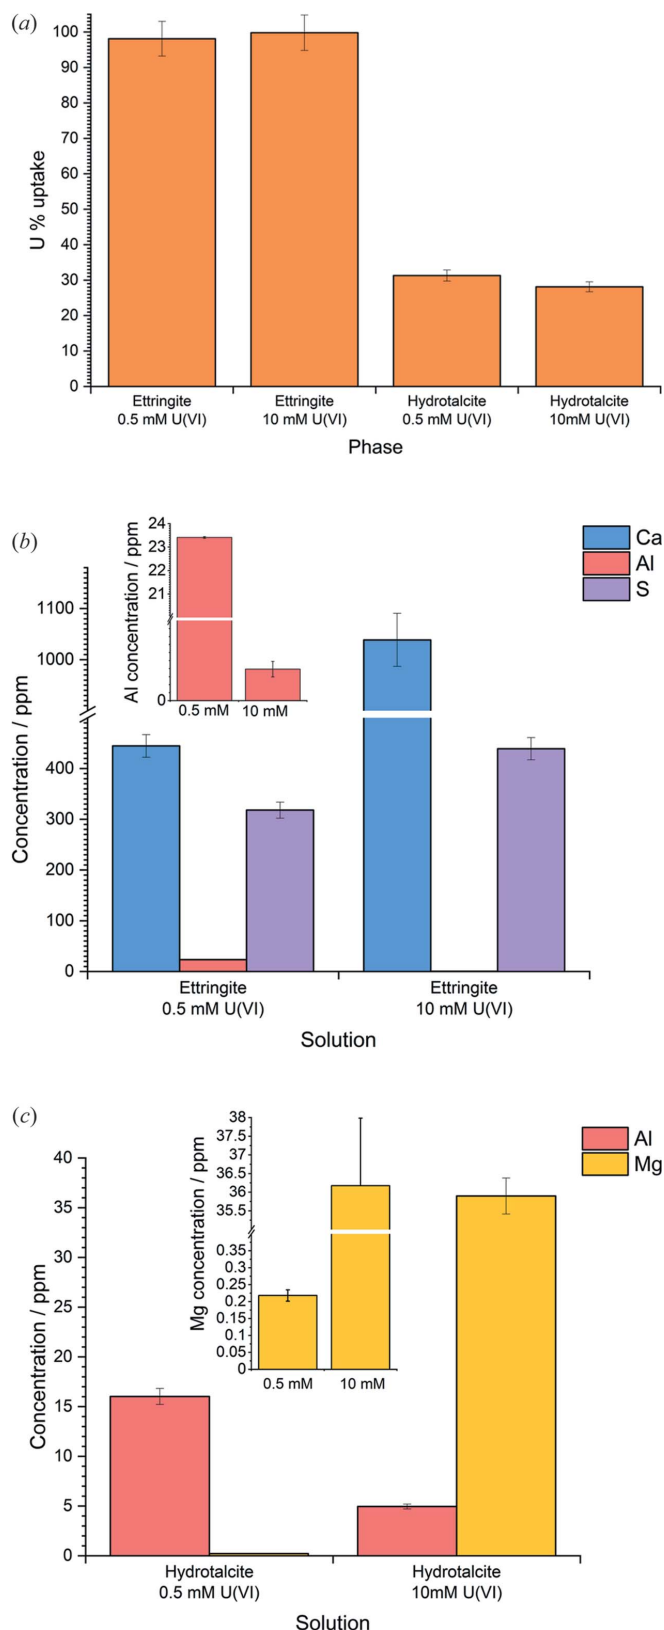 (a)
100
90
80
70
60
50
40
30
20
10
0
U % uptake
Ettringite
0.5 mM U(VI)
Ettringite
10 mM U(VI)
Hydrotalcite
0.5 mM U(VI)
Hydrotalcite
10mM U(VI)
Phase
(b)
Ca
Al
S
24
23
22
21
0
Al concentration / ppm
0.5 mM
10 mM
1100
1000
400
300
200
100
0
Concentration / ppm
Ettringite
0.5 mM U(VI)
Ettringite
10 mM U(VI)
Solution
(c)
Al
Mg
38
37.5
37
36.5
36
35.5
0.35
0.3
0.25
0.2
0.15
0.1
0.05
0
Mg concentration / ppm
0.5 mM
10 mM
40
35
30
25
20
15
10
5
0
Concentration / ppm
Hydrotalcite
0.5 mM U(VI)
Hydrotalcite
10mM U(VI)
Solution